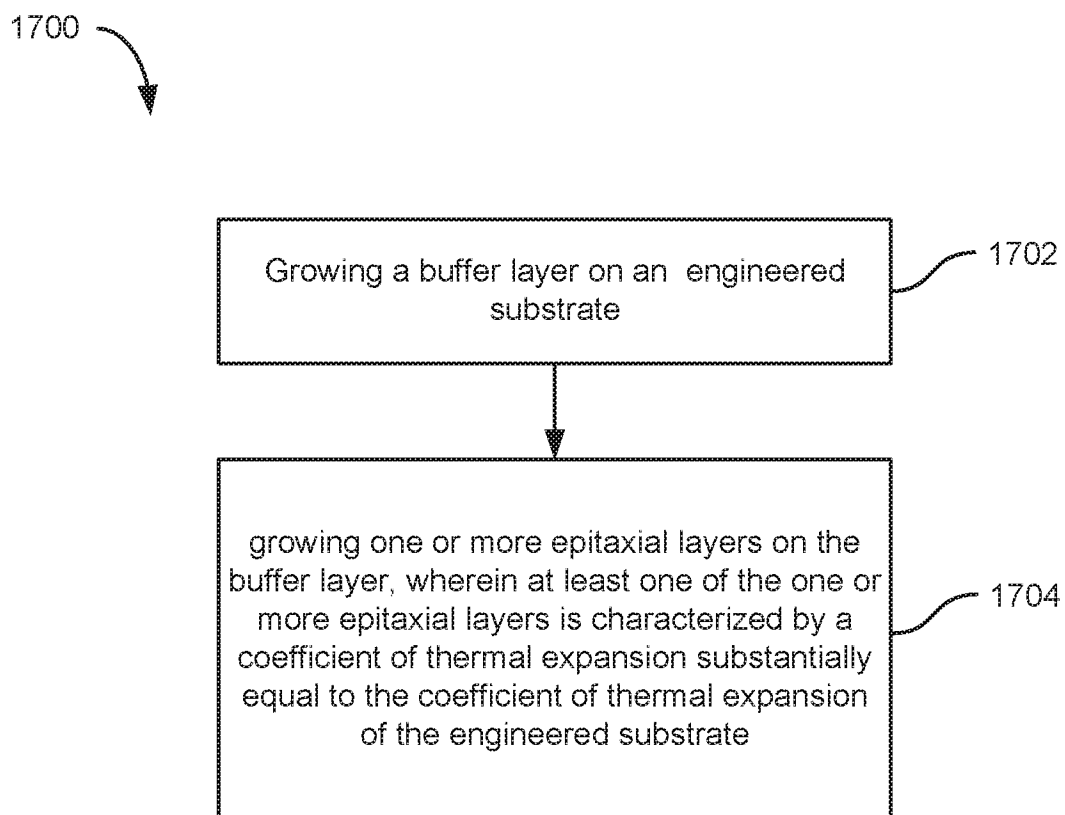 1700
Growing a buffer layer on an engineered
substrate
1702
growing one or more epitaxial layers on the
buffer layer, wherein at least one of the one or
more epitaxial layers is characterized by a
coefficient of thermal expansion substantially
equal to the coefficient of thermal expansion
of the engineered substrate
1704